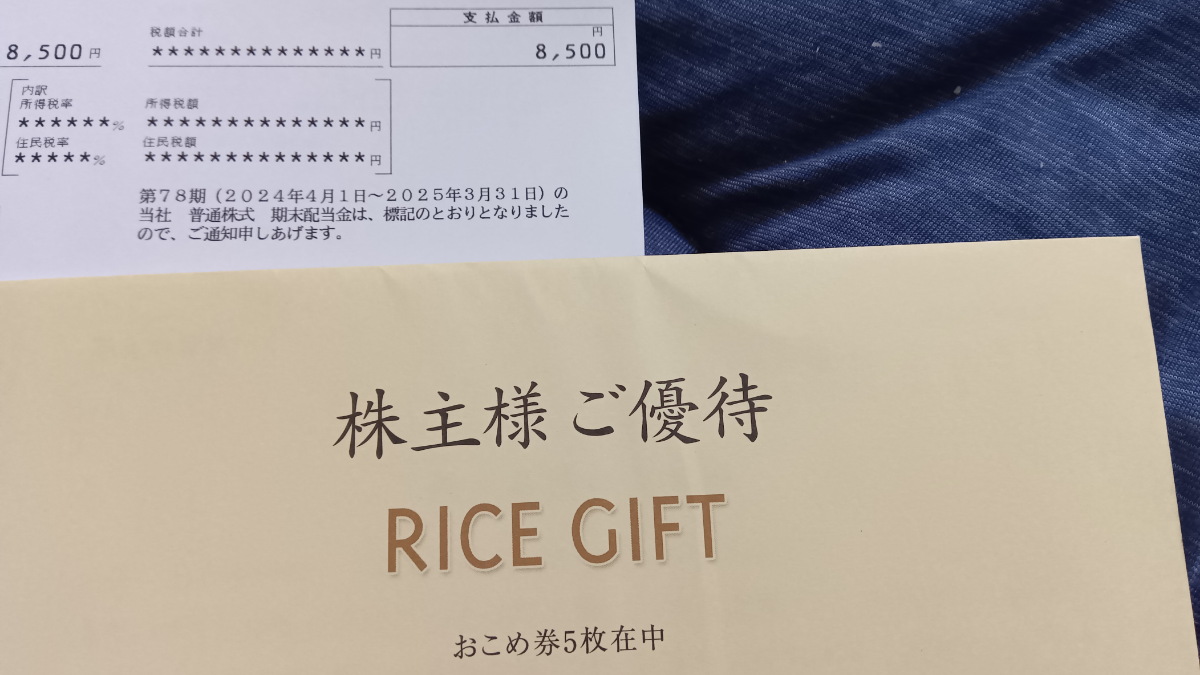 支払金額
税額合計
円
8,500円
**************円
8,500
内訳
所得税率
所得税額
******%
**************円
住民税率
住民税額
*****%
**************円
第78期(2024年4月1日~2025年3月31日)の
当社 普通株式 期末配当金は、標記のとおりとなりました
ので、ご通知申しあげます。
株主様ご優待
RICE GIFT
おこめ券5枚在中